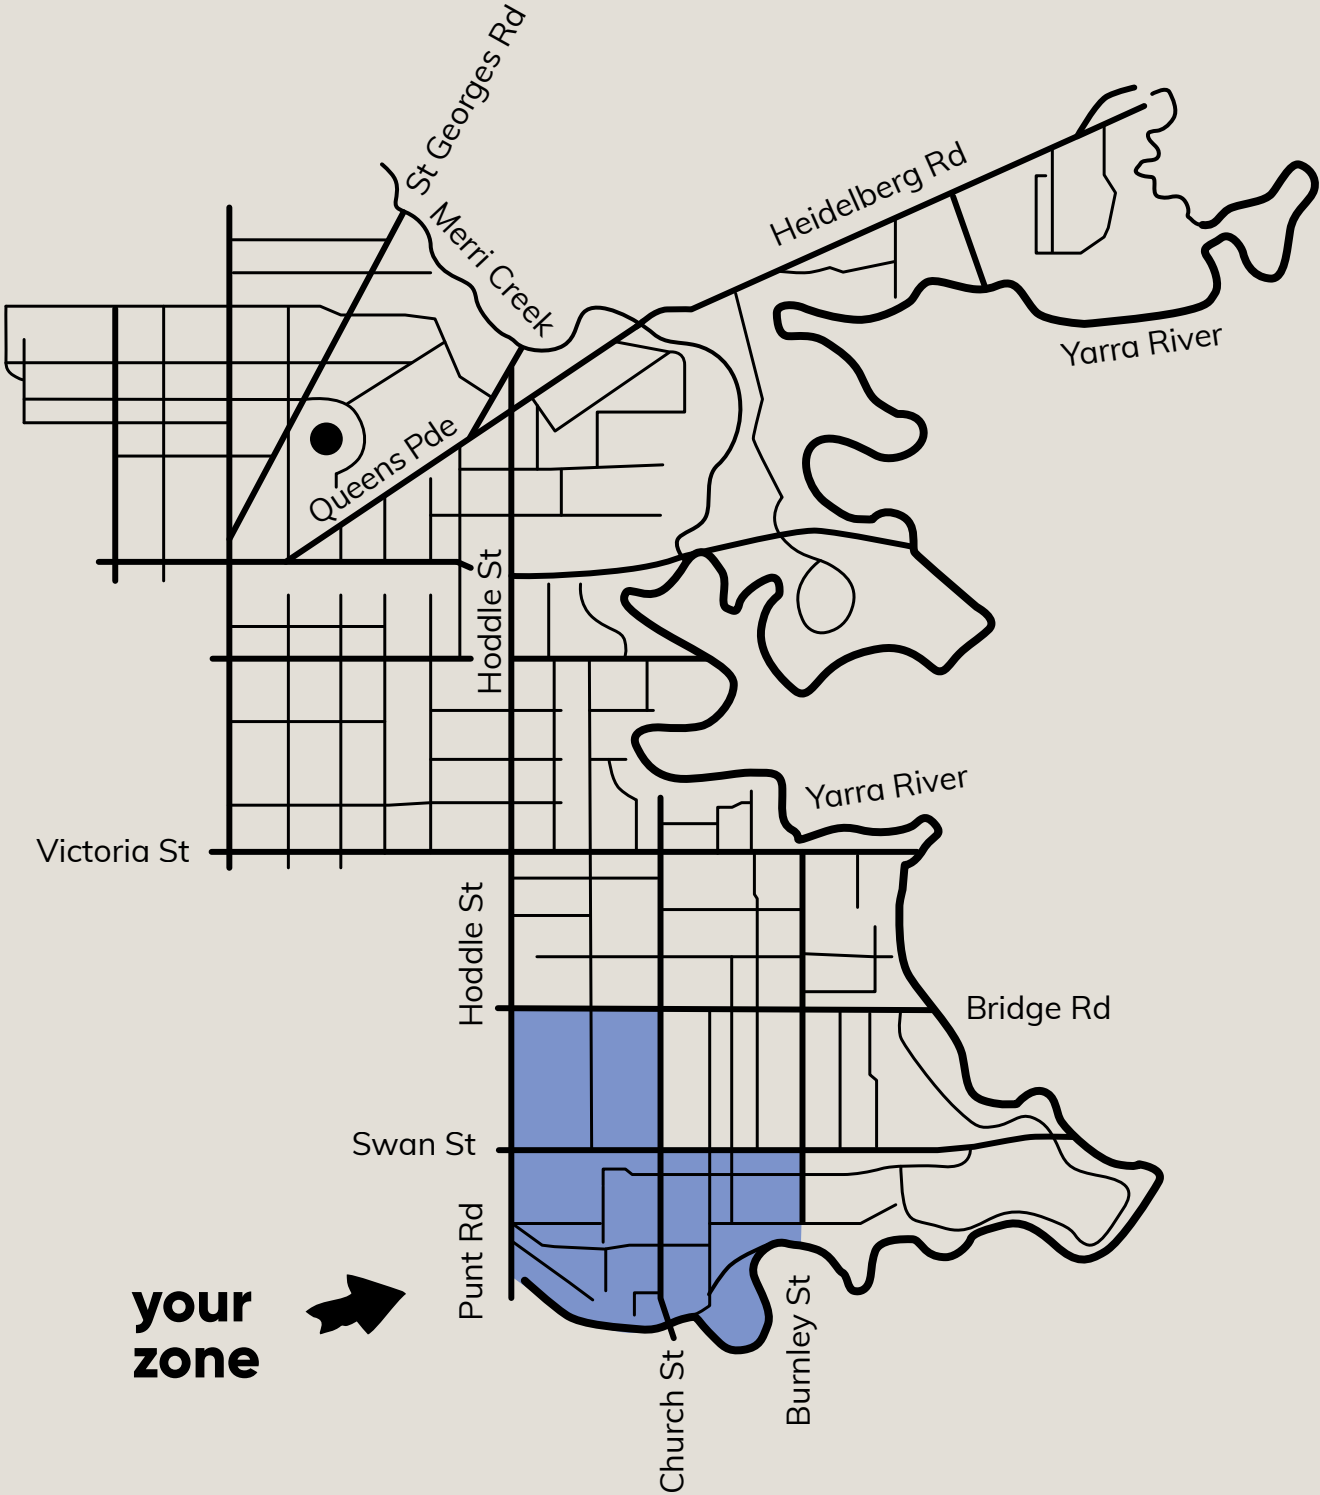 St Georges Rd
Merri Creek
Heidelberg Rd
Yarra River
Queens Pde
Hoddle St
Yarra River
Victoria St
Hoddle St
Bridge Rd
Swan St
Punt Rd
your
zone
Burnley St
Church St